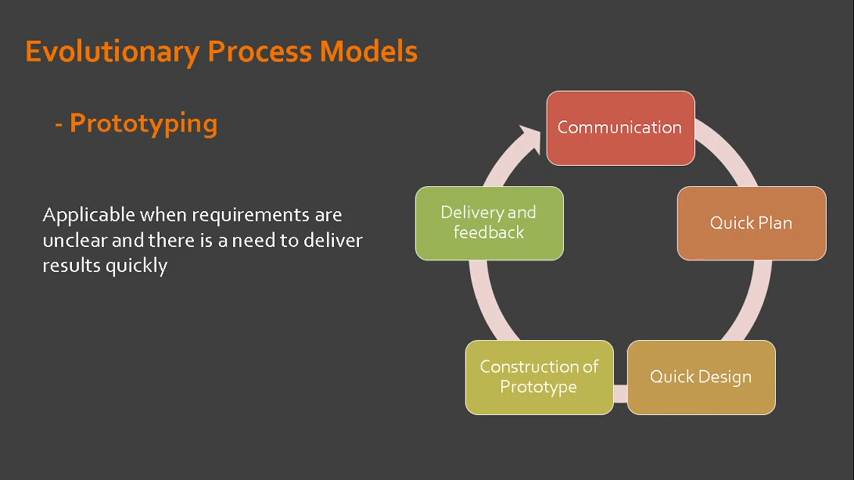 Evolutionary Process Models
- Prototyping
Applicable when requirements are
unclear and there is a need to deliver
results quickly
Communication
Quick Plan
Quick Design
Construction of
Prototype
Delivery and
feedback